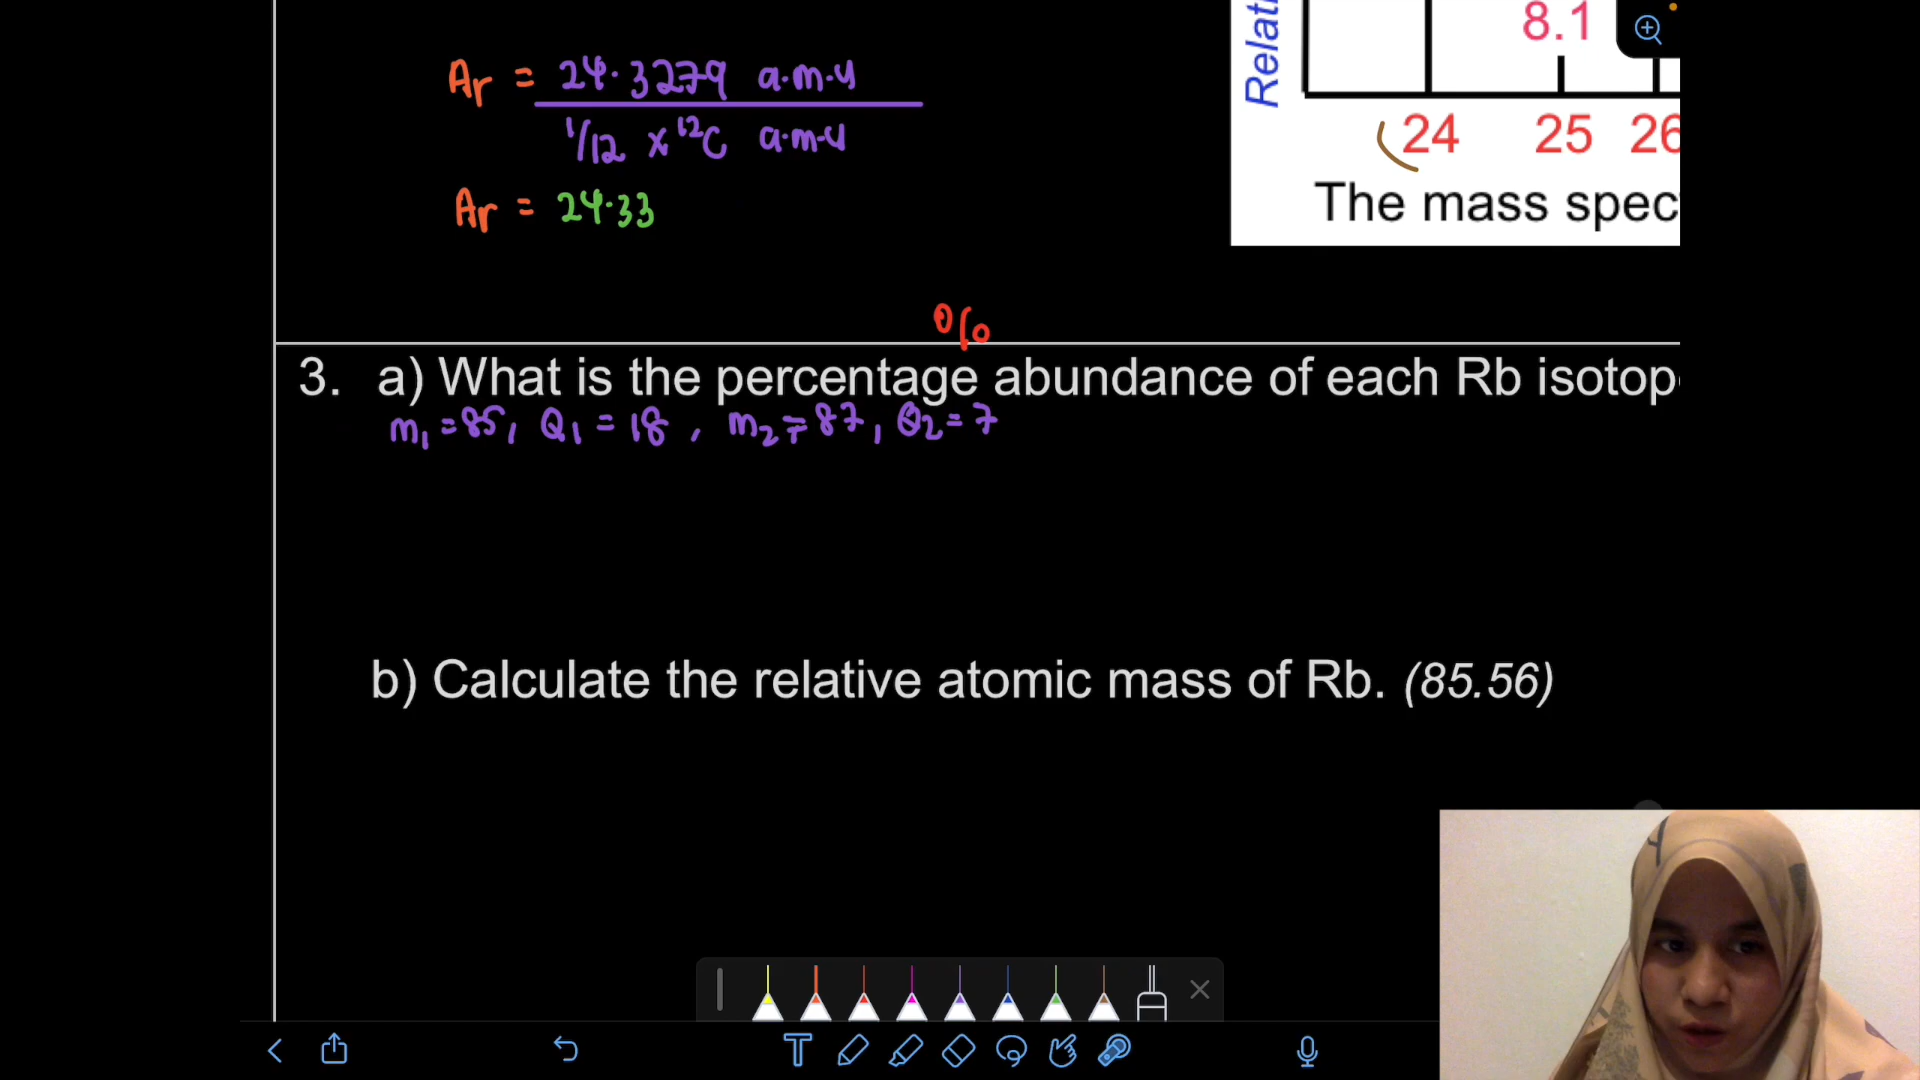 Relati
8.1
Ar = 24.3279 a.m.u
1/12 x 12C a.m.u
24 25 26
Ar = 24.33
The mass spec
%
3. a) What is the percentage abundance of each Rb isotop
m1 = 85, Q1 = 18, m2 = 87, Q2 = 7
b) Calculate the relative atomic mass of Rb. (85.56)
T